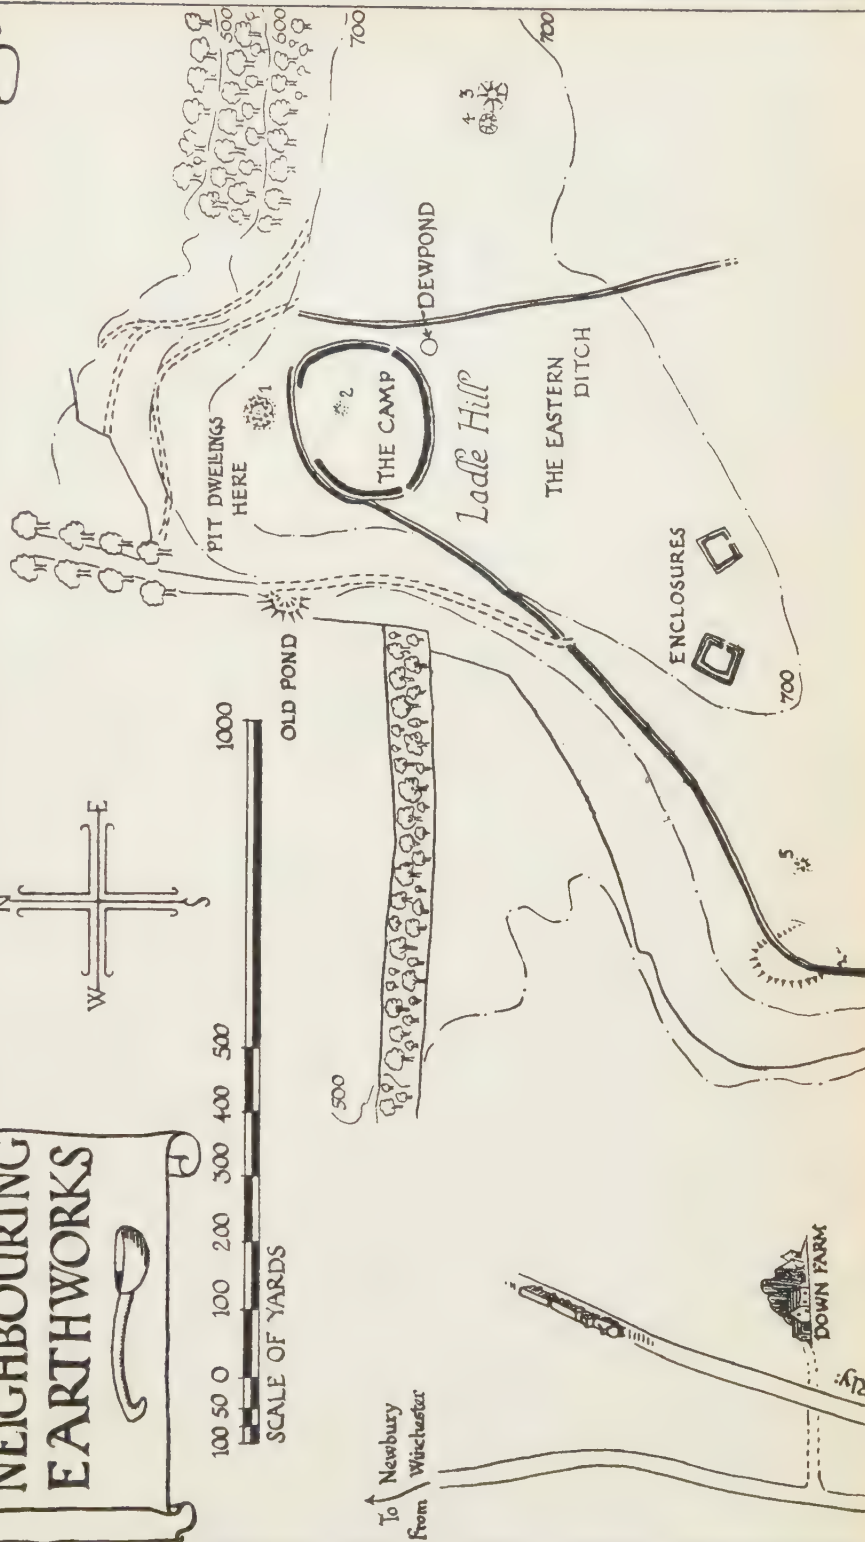 NEIGHBOURING
EARTHWORKS
N
W
E
S
100 50 0 100 200 300 400 500 1000
SCALE OF YARDS
500
600
700
700
PIT DWELLINGS
HERE
1
2
THE CAMP
DEWPOND
4 3
OLD POND
Ladle Hill
THE EASTERN
DITCH
500
ENCLOSURES
700
5
To Newbury
From Winchester
DOWN FARM
Rly: